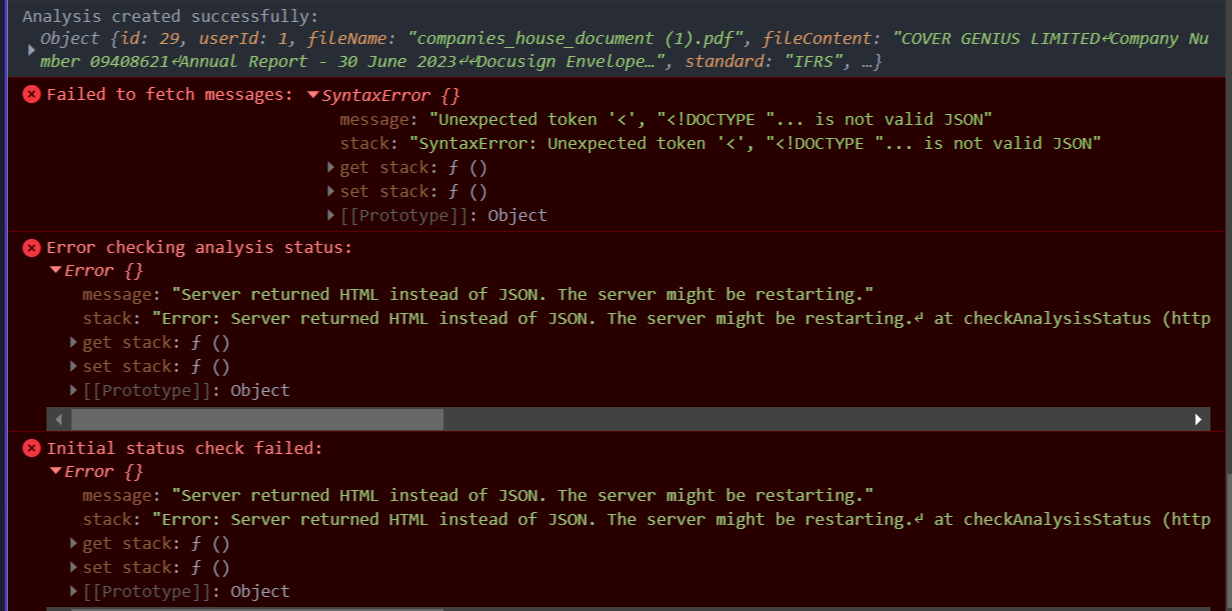 Analysis created successfully:
Object {id: 29, userId: 1, fileName: "companies_house_document (1).pdf", fileContent: "COVER GENIUS LIMITED↵Company Nu
mber 09408621↵Annual Report - 30 June 2023↵↵Docusign Envelope…", standard: "IFRS", …}
Failed to fetch messages: SyntaxError {}
message: "Unexpected token '<', "<!DOCTYPE "... is not valid JSON"
stack: "SyntaxError: Unexpected token '<', "<!DOCTYPE "... is not valid JSON"
get stack: ƒ ()
set stack: ƒ ()
[[Prototype]]: Object
Error checking analysis status:
Error {}
message: "Server returned HTML instead of JSON. The server might be restarting."
stack: "Error: Server returned HTML instead of JSON. The server might be restarting.↵ at checkAnalysisStatus (http
get stack: ƒ ()
set stack: ƒ ()
[[Prototype]]: Object
Initial status check failed:
Error {}
message: "Server returned HTML instead of JSON. The server might be restarting."
stack: "Error: Server returned HTML instead of JSON. The server might be restarting.↵ at checkAnalysisStatus (http
get stack: ƒ ()
set stack: ƒ ()
[[Prototype]]: Object